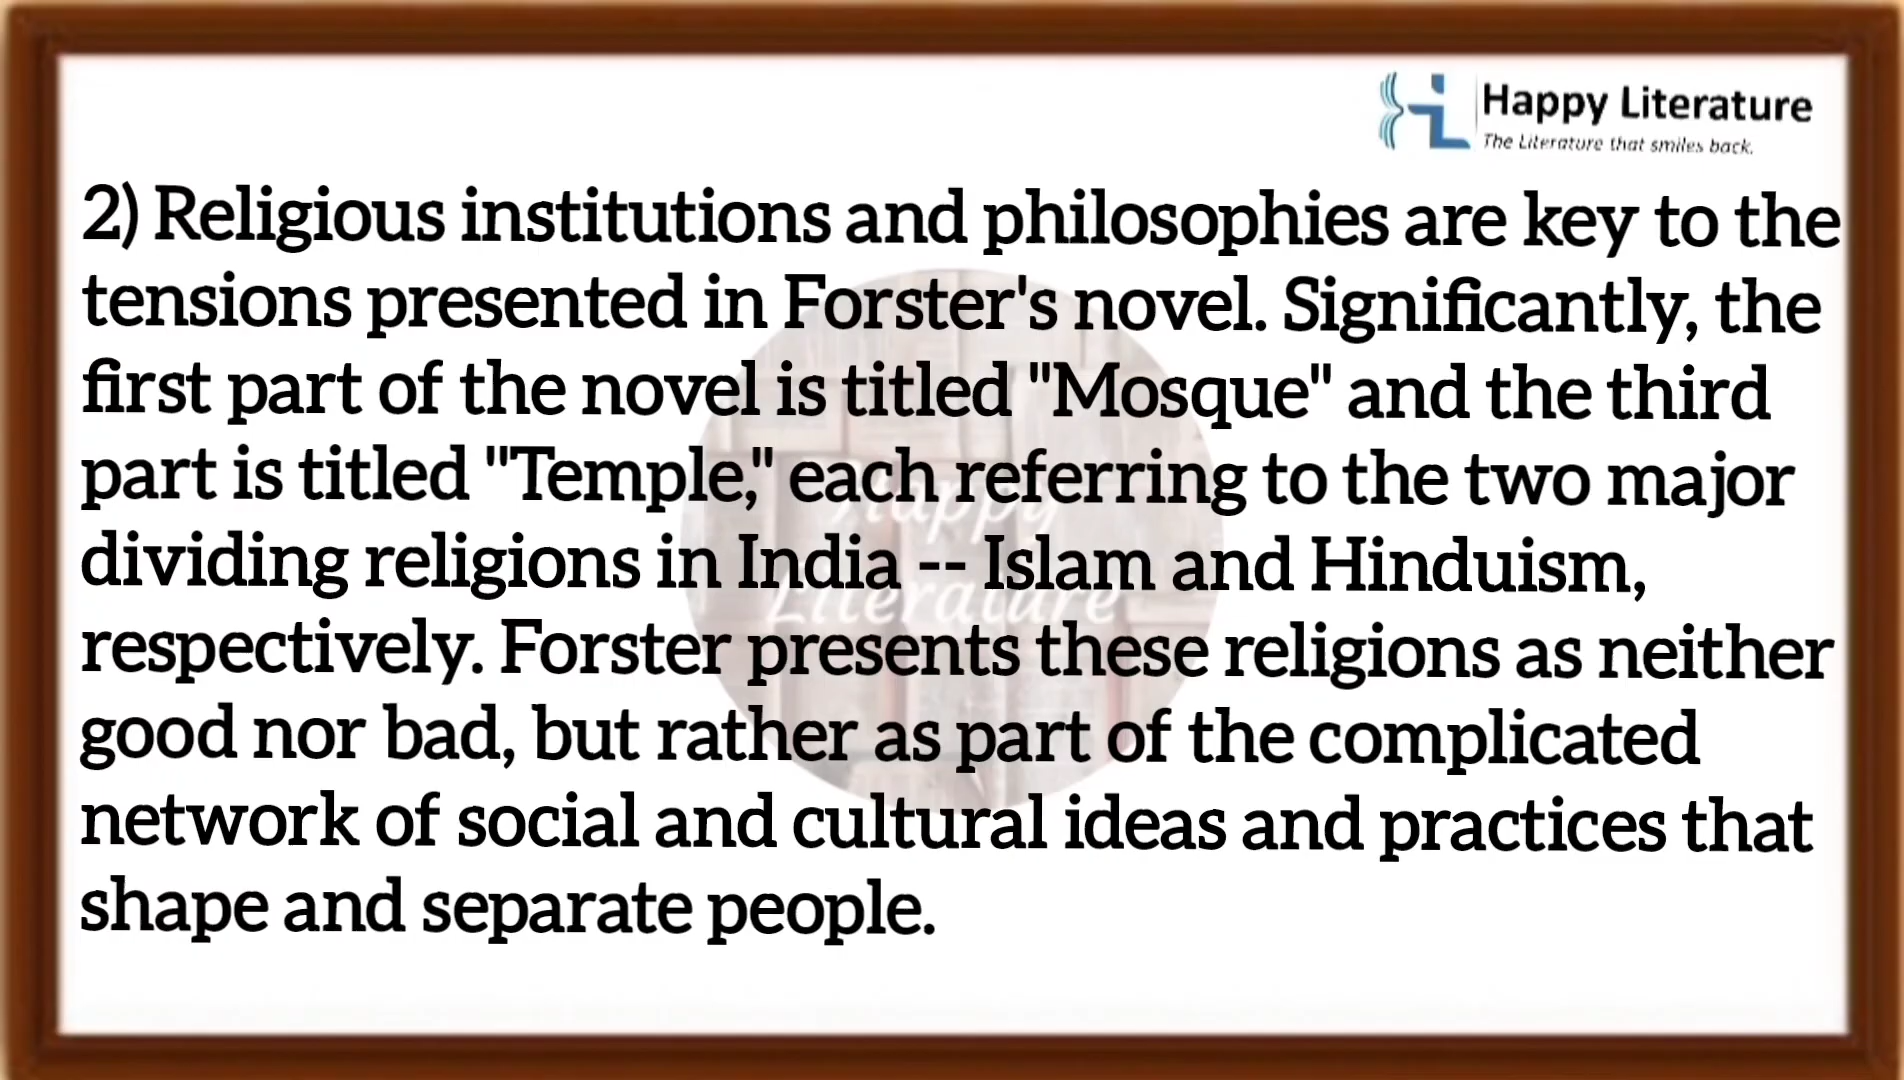 Happy Literature
The Literature that smiles back.
2) Religious institutions and philosophies are key to the
tensions presented in Forster's novel. Significantly, the
first part of the novel is titled "Mosque" and the third
part is titled "Temple," each referring to the two major
dividing religions in India -- Islam and Hinduism,
respectively. Forster presents these religions as neither
good nor bad, but rather as part of the complicated
network of social and cultural ideas and practices that
shape and separate people.
Happy
Literature